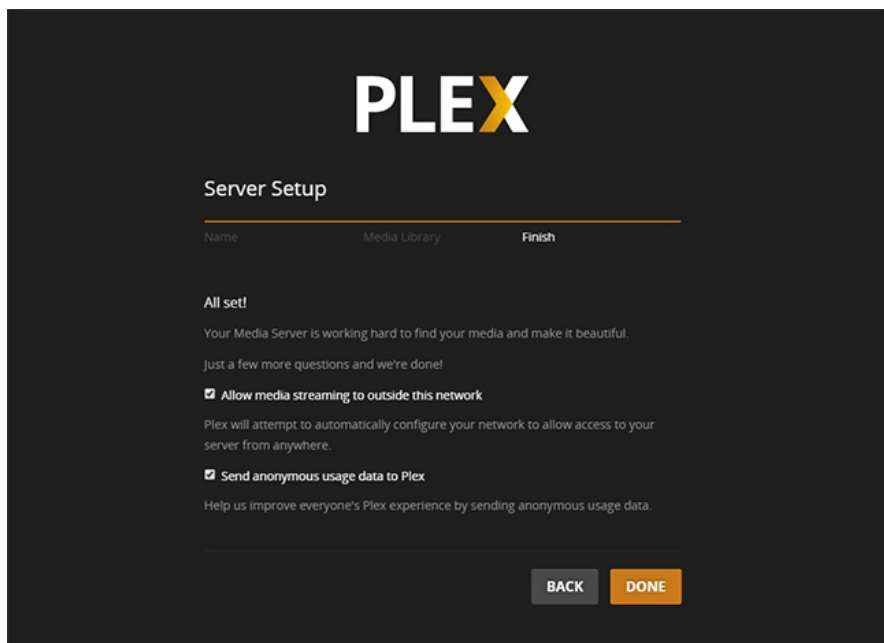 PLEX
Server Setup
Name Media Library Finish
All set!
Your Media Server is working hard to find your media and make it beautiful.
Just a few more questions and we're done!
Allow media streaming to outside this network
Plex will attempt to automatically configure your network to allow access to your
server from anywhere.
Send anonymous usage data to Plex
Help us improve everyone's Plex experience by sending anonymous usage data.
BACK DONE